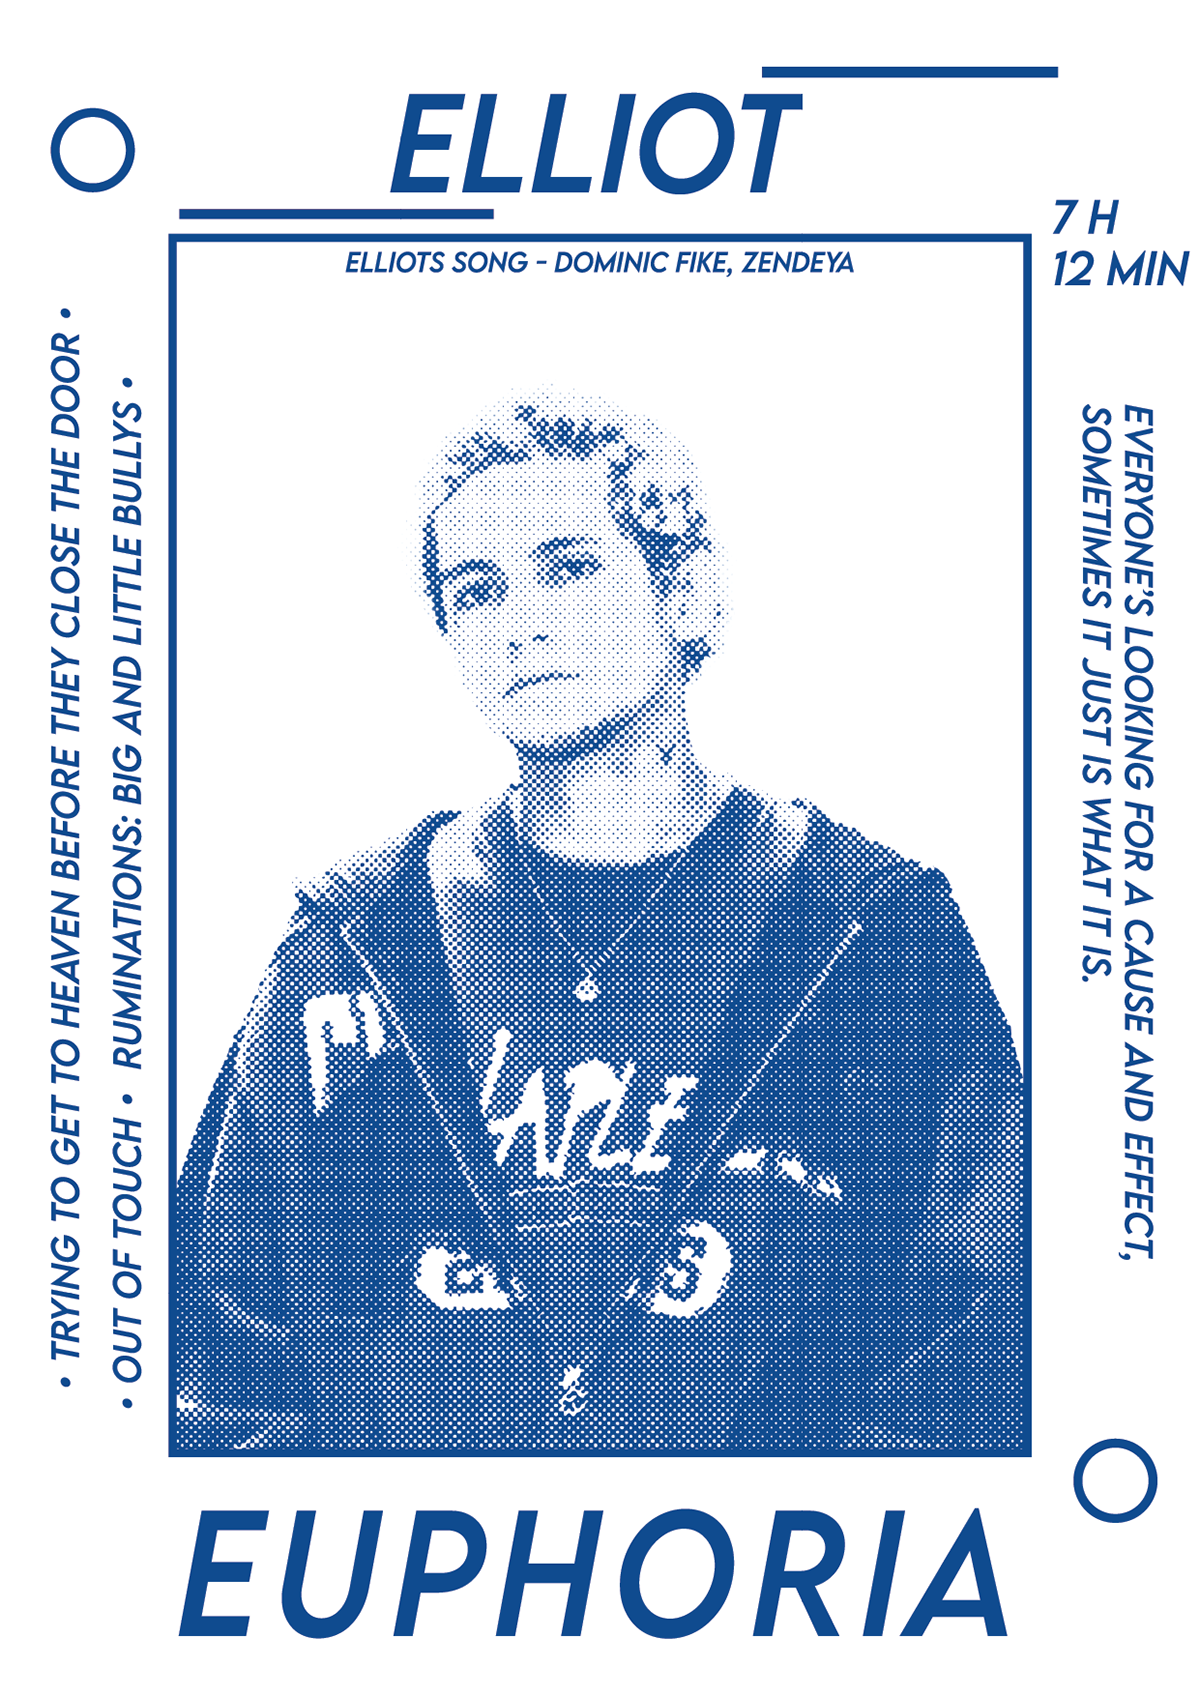 ELLIOT
7 H
12 MIN
ELLIOTS SONG - DOMINIC FIKE, ZENDEYA
• TRYING TO GET TO HEAVEN BEFORE THEY CLOSE THE DOOR •
• OUT OF TOUCH • RUMINATIONS: BIG AND LITTLE BULLYS •
EVERYONE'S LOOKING FOR A CAUSE AND EFFECT,
SOMETIMES IT JUST IS WHAT IT IS.
EUPHORIA